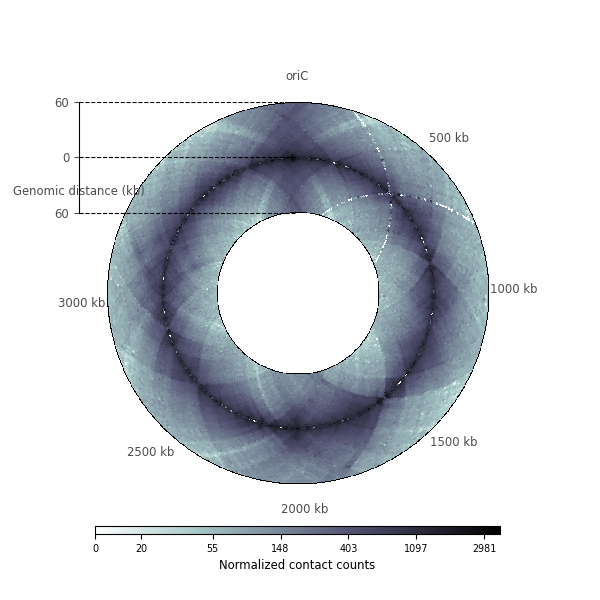 oriC
60
500 kb
0
Genomic distance (kb)
60
1000 kb
3000 kb
1500 kb
2500 kb
2000 kb
0 20 55 148 403 1097 2981
Normalized contact counts